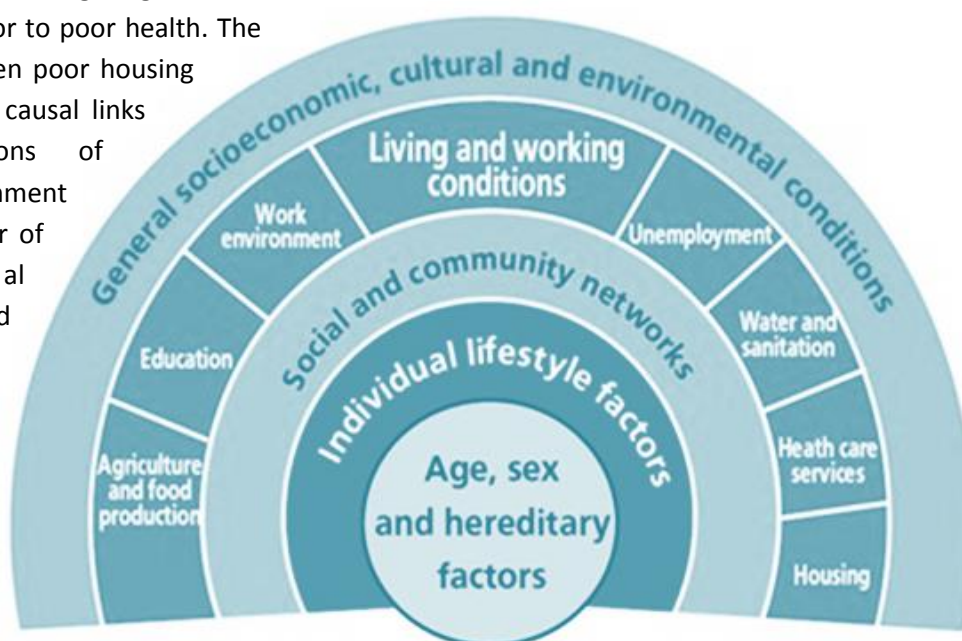 or to poor health. The
en poor housing
causal links
ons of
nment
r of
al
d
General socioeconomic, cultural and environmental conditions
Living and working
conditions
Work
environment
Unemployment
Education
Water and
sanitation
Agriculture
and food
production
Heath care
services
Housing
Social and community networks
Individual lifestyle factors
Age, sex
and hereditary
factors